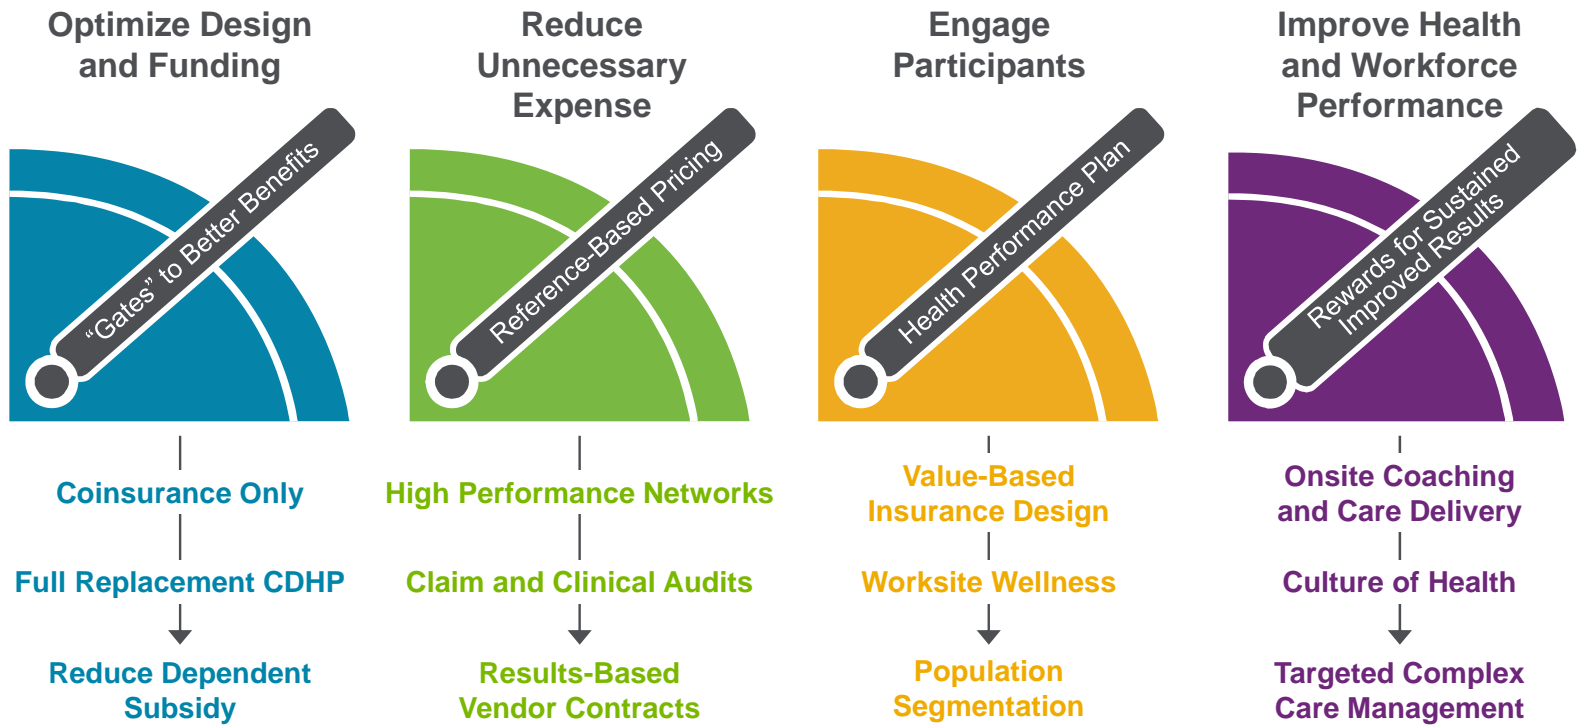 Optimize Design
and Funding
“Gates” to Better Benefits
Coinsurance Only
Full Replacement CDHP
Reduce Dependent
Subsidy
Reduce
Unnecessary
Expense
Reference-Based Pricing
High Performance Networks
Claim and Clinical Audits
Results-Based
Vendor Contracts
Engage
Participants
Health Performance Plan
Value-Based
Insurance Design
Worksite Wellness
Population
Segmentation
Improve Health
and Workforce
Performance
Rewards for Sustained
Improved Results
Onsite Coaching
and Care Delivery
Culture of Health
Targeted Complex
Care Management